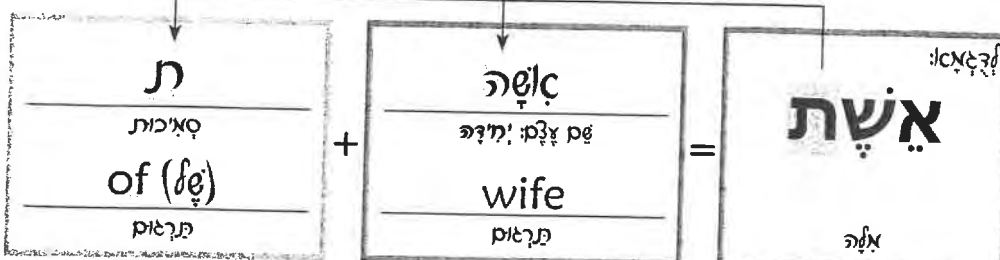 לְדֻגְמָא:
אֵשֶׁת
מִלָּה
=
אִשָּׁה
שֵׁם עֶצֶם: יְחִידָה
wife
תַּרְגּוּם
+
ת
סְמִיכוּת
of (שֶׁל)
תַּרְגּוּם